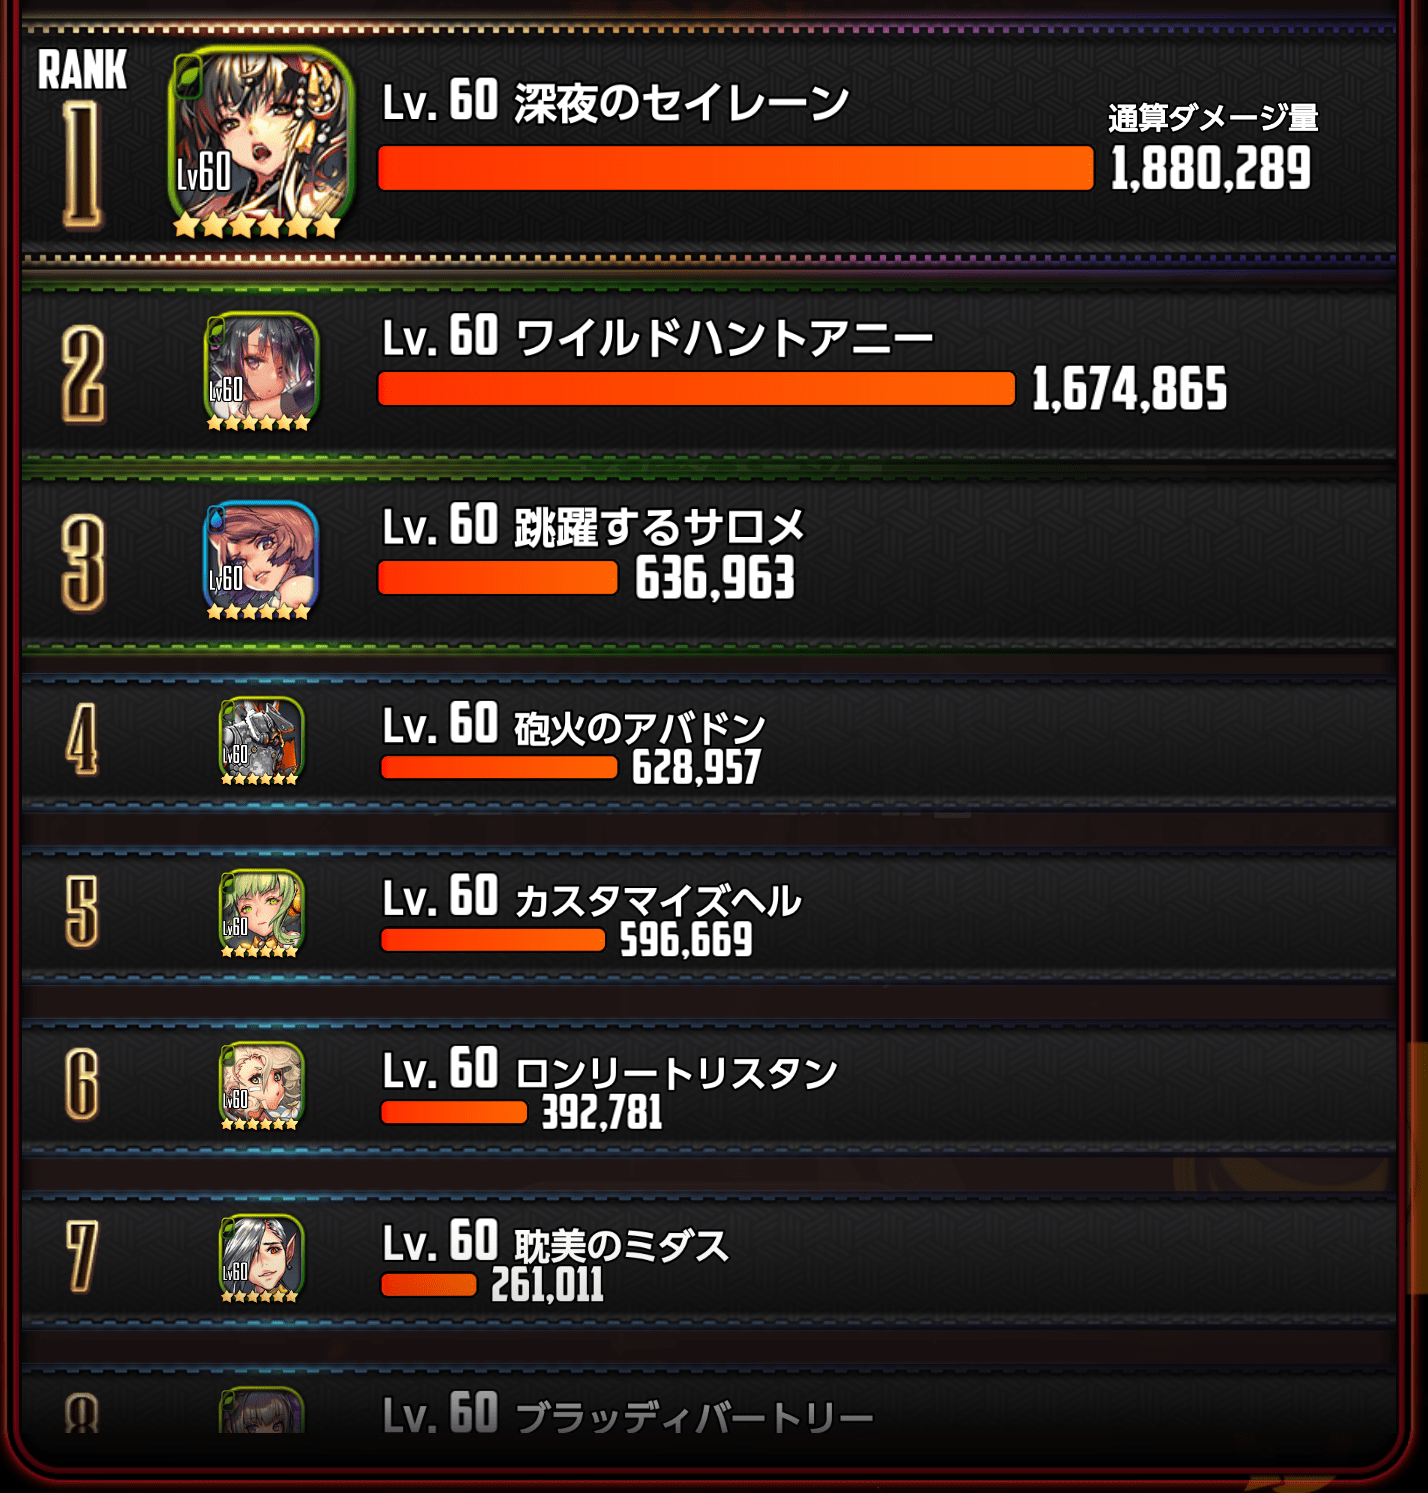 RANK
1
Lv60
Lv. 60 深夜のセイレーン
通算ダメージ量
1,880,289
2
Lv60
Lv. 60 ワイルドハントアニー
1,674,865
3
Lv60
Lv. 60 跳躍するサロメ
636,963
4
Lv60
Lv. 60 砲火のアバドン
628,957
5
Lv60
Lv. 60 カスタマイズヘル
596,669
6
Lv60
Lv. 60 ロンリートリスタン
392,781
7
Lv60
Lv. 60 耽美のミダス
261,011
8
Lv. 60 ブラッディバートリー